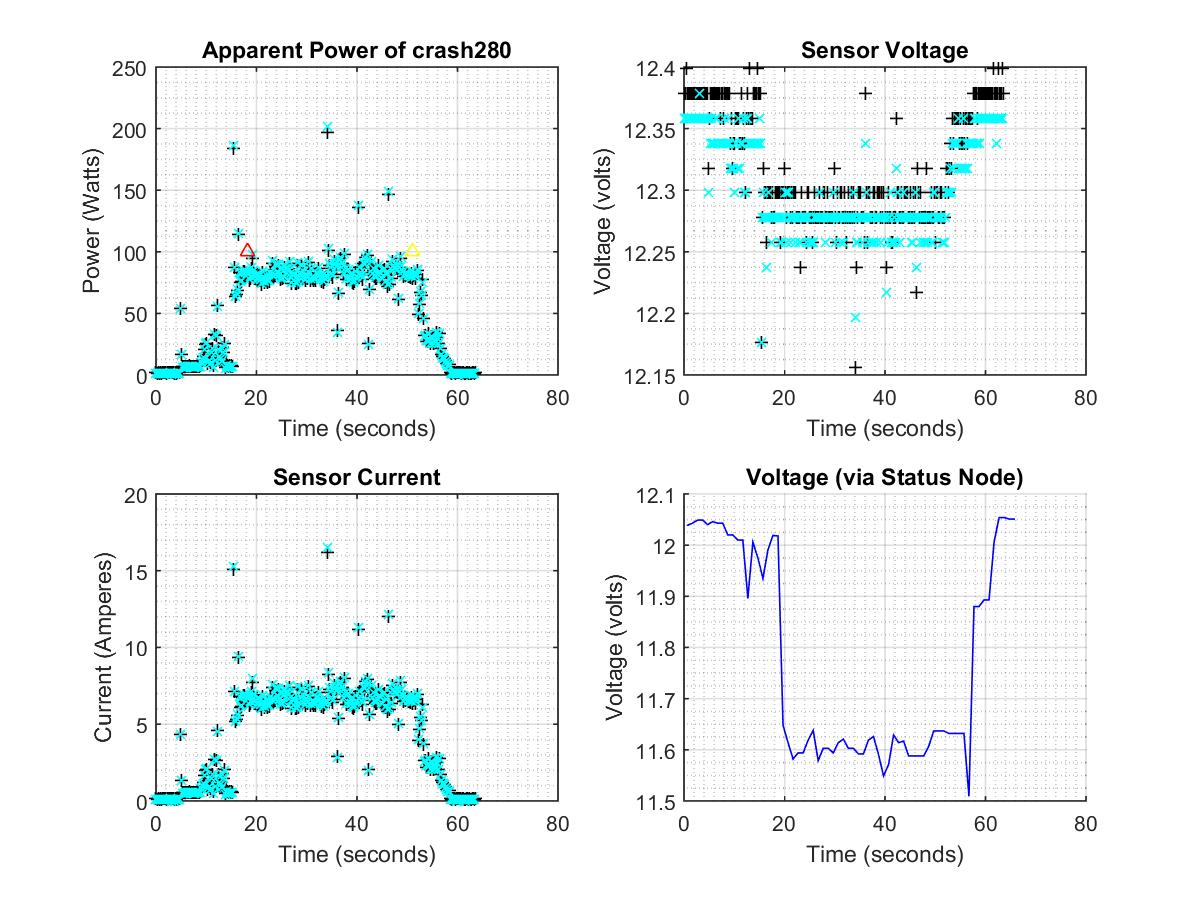 Apparent Power of crash280
250
200
150
100
50
0
Power (Watts)
0 20 40 60 80
Time (seconds)
Sensor Voltage
12.4
12.35
12.3
12.25
12.2
12.15
Voltage (volts)
0 20 40 60 80
Time (seconds)
Sensor Current
20
15
10
5
0
Current (Amperes)
0 20 40 60 80
Time (seconds)
Voltage (via Status Node)
12.1
12
11.9
11.8
11.7
11.6
11.5
Voltage (volts)
0 20 40 60 80
Time (seconds)